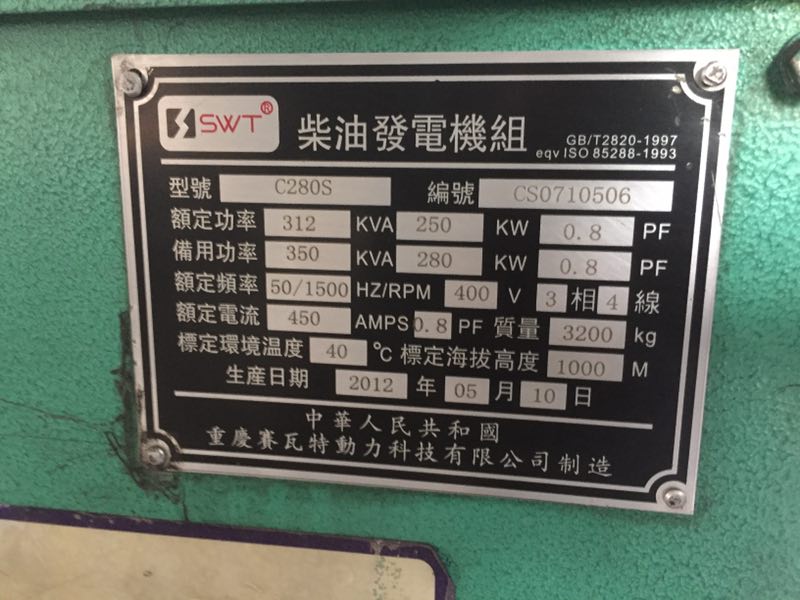 SWT® 柴油發電機組 GB/T2820-1997
eqv ISO 85288-1993
型號 C280S 編號 CS0710506
額定功率 312 KVA 250 KW 0.8 PF
備用功率 350 KVA 280 KW 0.8 PF
額定頻率 50/1500 HZ/RPM 400 V 3 相 4 線
額定電流 450 AMPS 0.8 PF 質量 3200 kg
標定環境温度 40 ℃ 標定海拔高度 1000 M
生産日期 2012 年 05 月 10 日
中華人民共和國
重慶賽瓦特動力科技有限公司制造